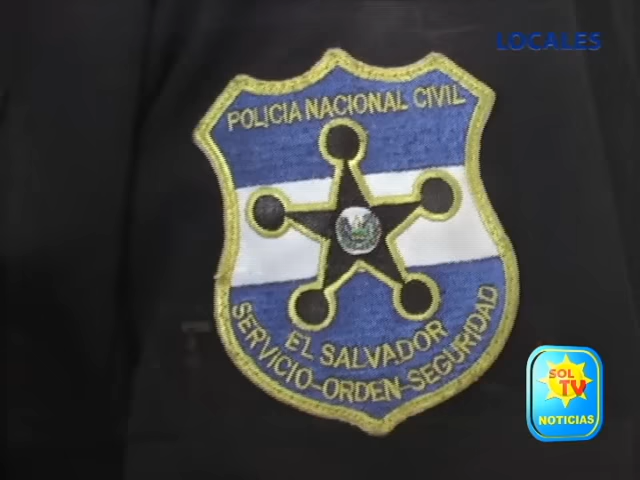 LOCALES
POLICIA NACIONAL CIVIL
EL SALVADOR
SERVICIO-ORDEN-SEGURIDAD
SOL
TV
NOTICIAS